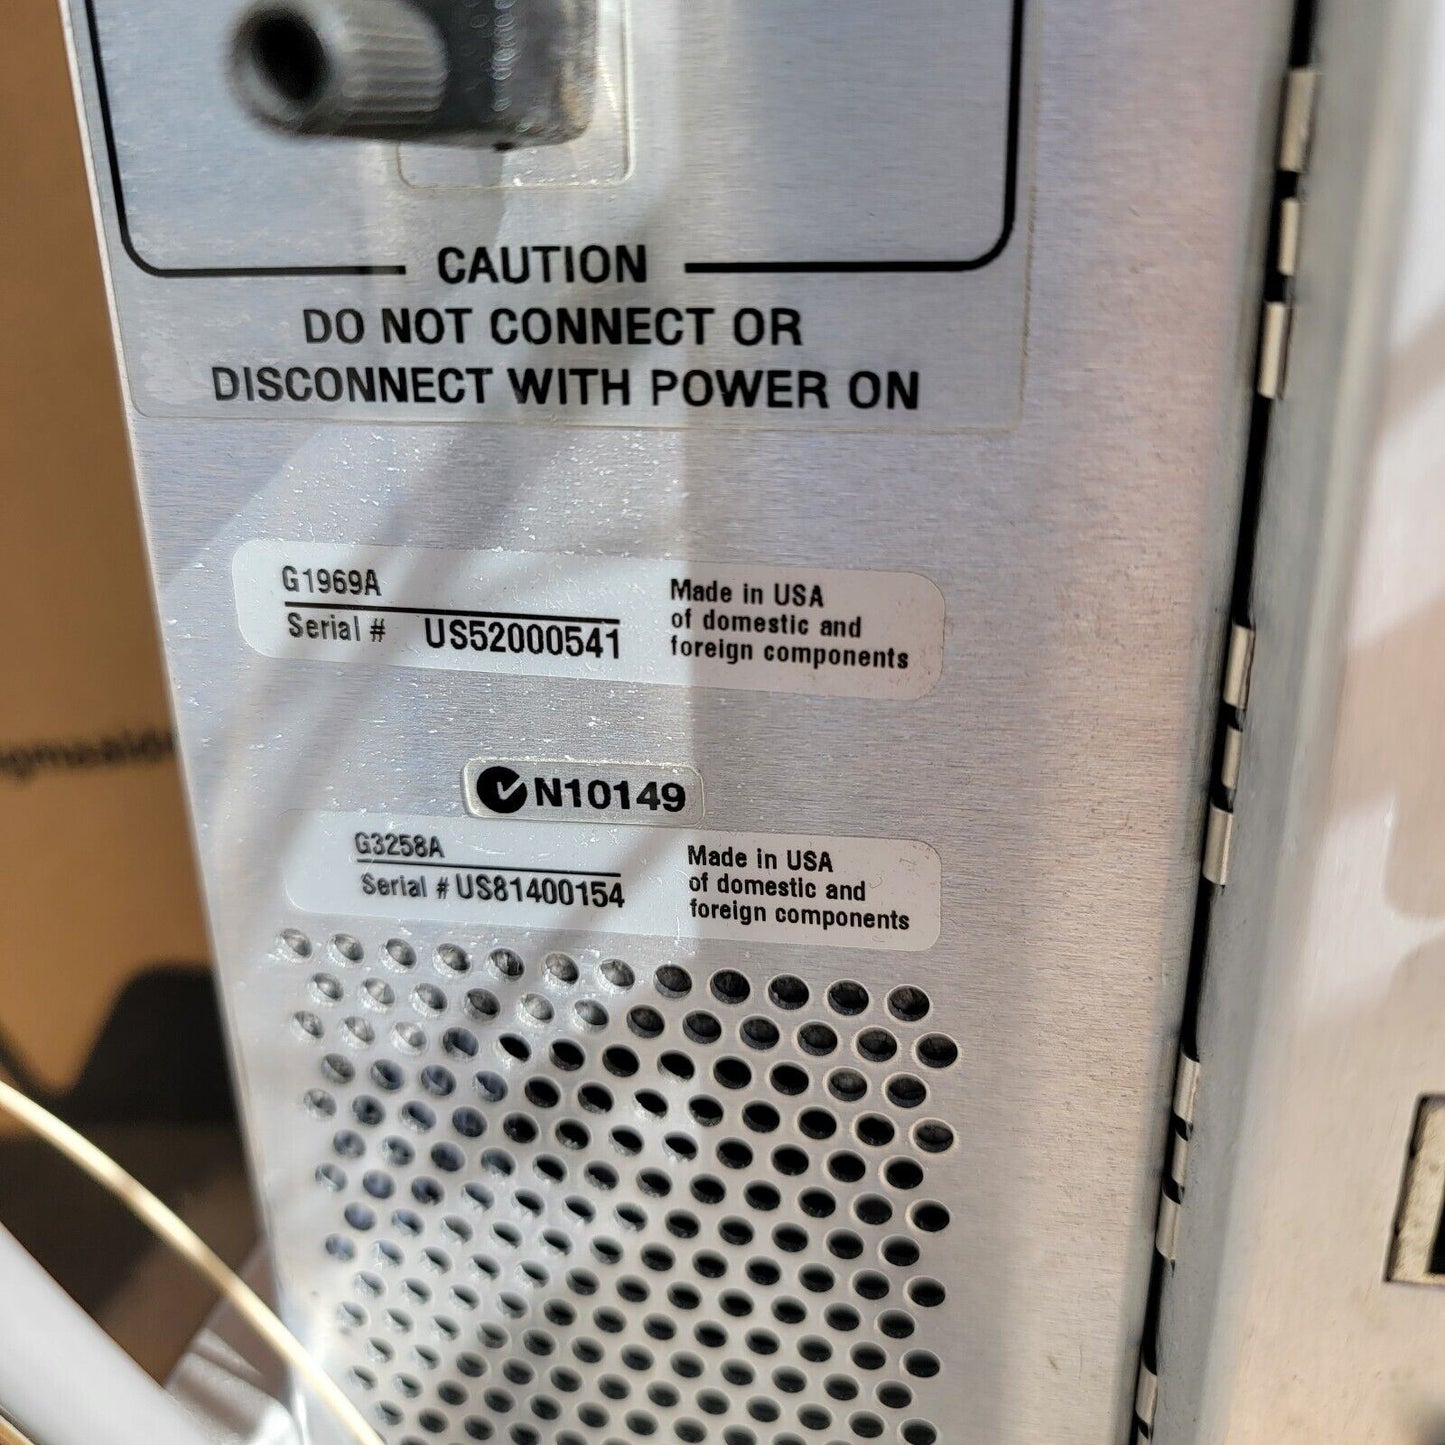 CAUTION
DO NOT CONNECT OR
DISCONNECT WITH POWER ON
G1969A
Serial # US52000541
Made in USA
of domestic and
foreign components
N10149
G3258A
Serial # US81400154
Made in USA
of domestic and
foreign components